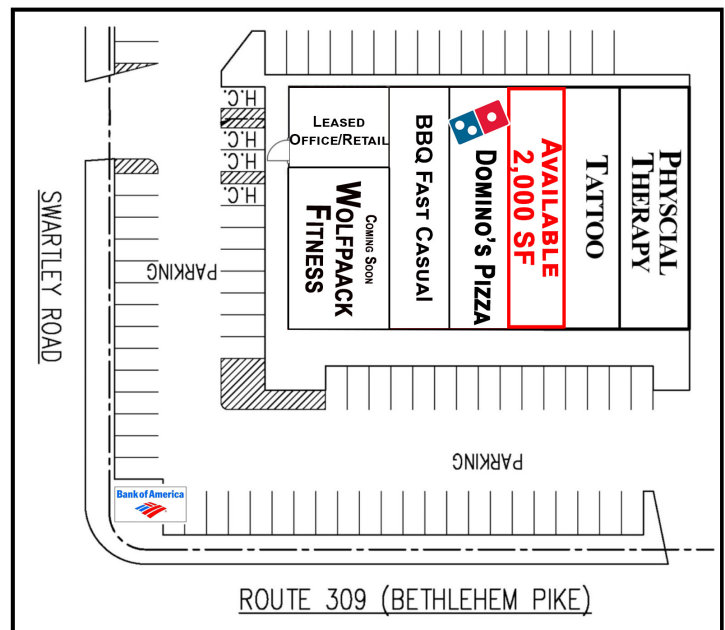 H.C.
H.C.
H.C.
H.C.
LEASED
OFFICE/RETAIL
COMING SOON
WOLFPAACK
FITNESS
BBQ FAST CASUAL
DOMINO'S PIZZA
AVAILABLE
2,000 SF
TATTOO
PHYSCIAL
THERAPY
SWARTLEY ROAD
PARKING
PARKING
Bank of America
ROUTE 309 (BETHLEHEM PIKE)